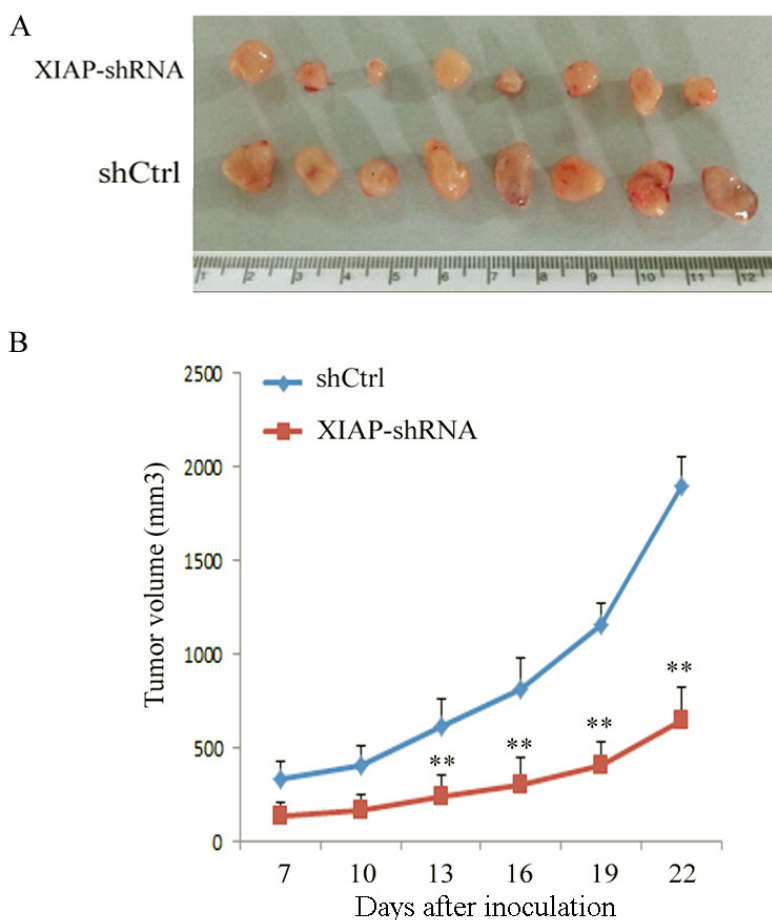 A
XIAP-shRNA
shCtrl
1 2 3 4 5 6 7 8 9 10 11 12
B
2500
shCtrl
XIAP-shRNA
2000
1500
1000
500
0
Tumor volume (mm3)
**
**
**
**
7 10 13 16 19 22
Days after inoculation